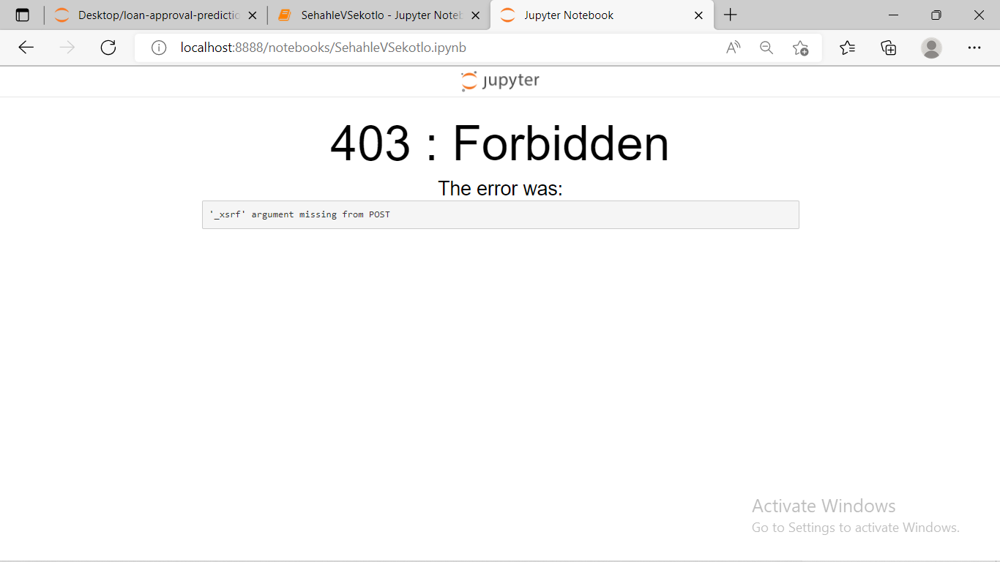 Desktop/loan-approval-predictic
SehahleVSekotlo - Jupyter Noteb
Jupyter Notebook
localhost:8888/notebooks/SehahleVSekotlo.ipynb
jupyter
403 : Forbidden
The error was:
'_xsrf' argument missing from POST
Activate Windows
Go to Settings to activate Windows.